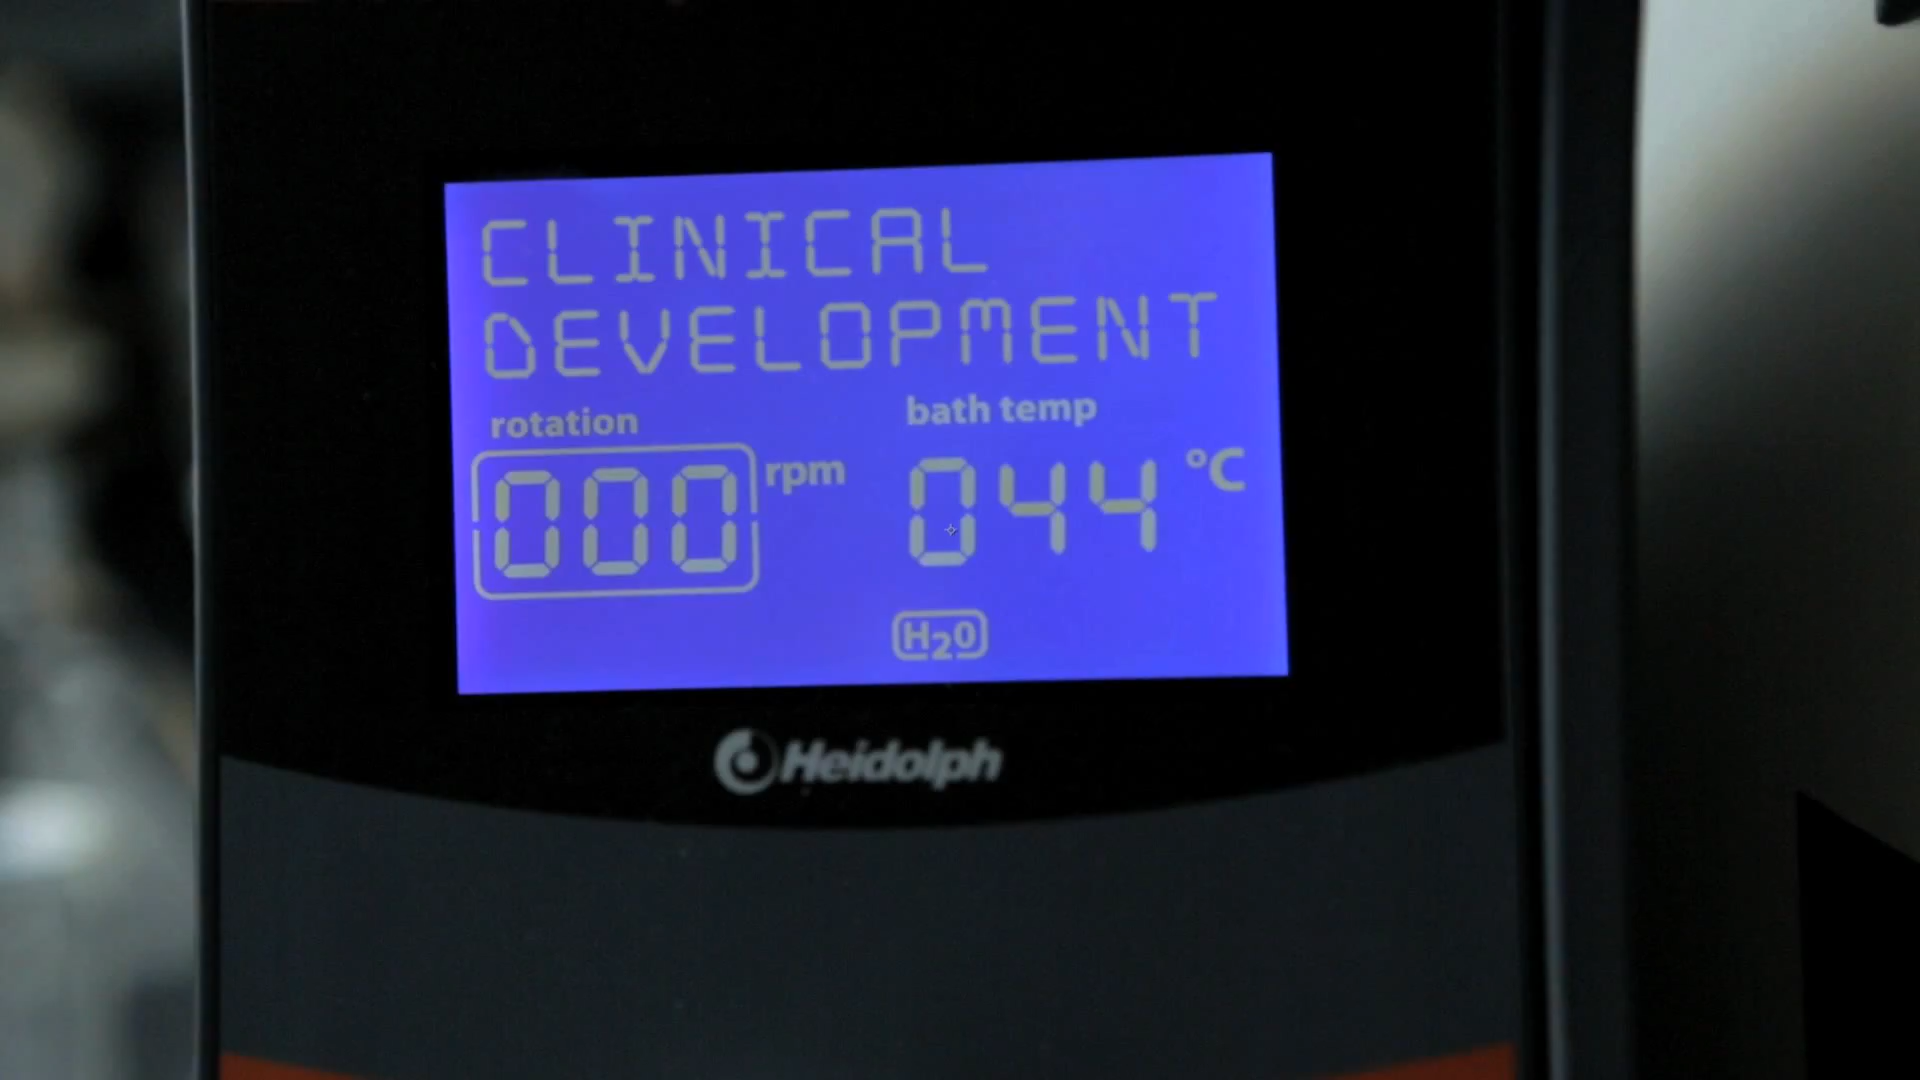 CLINICAL
DEVELOPMENT
rotation
bath temp
000 rpm
044 °C
H₂O
Heidolph